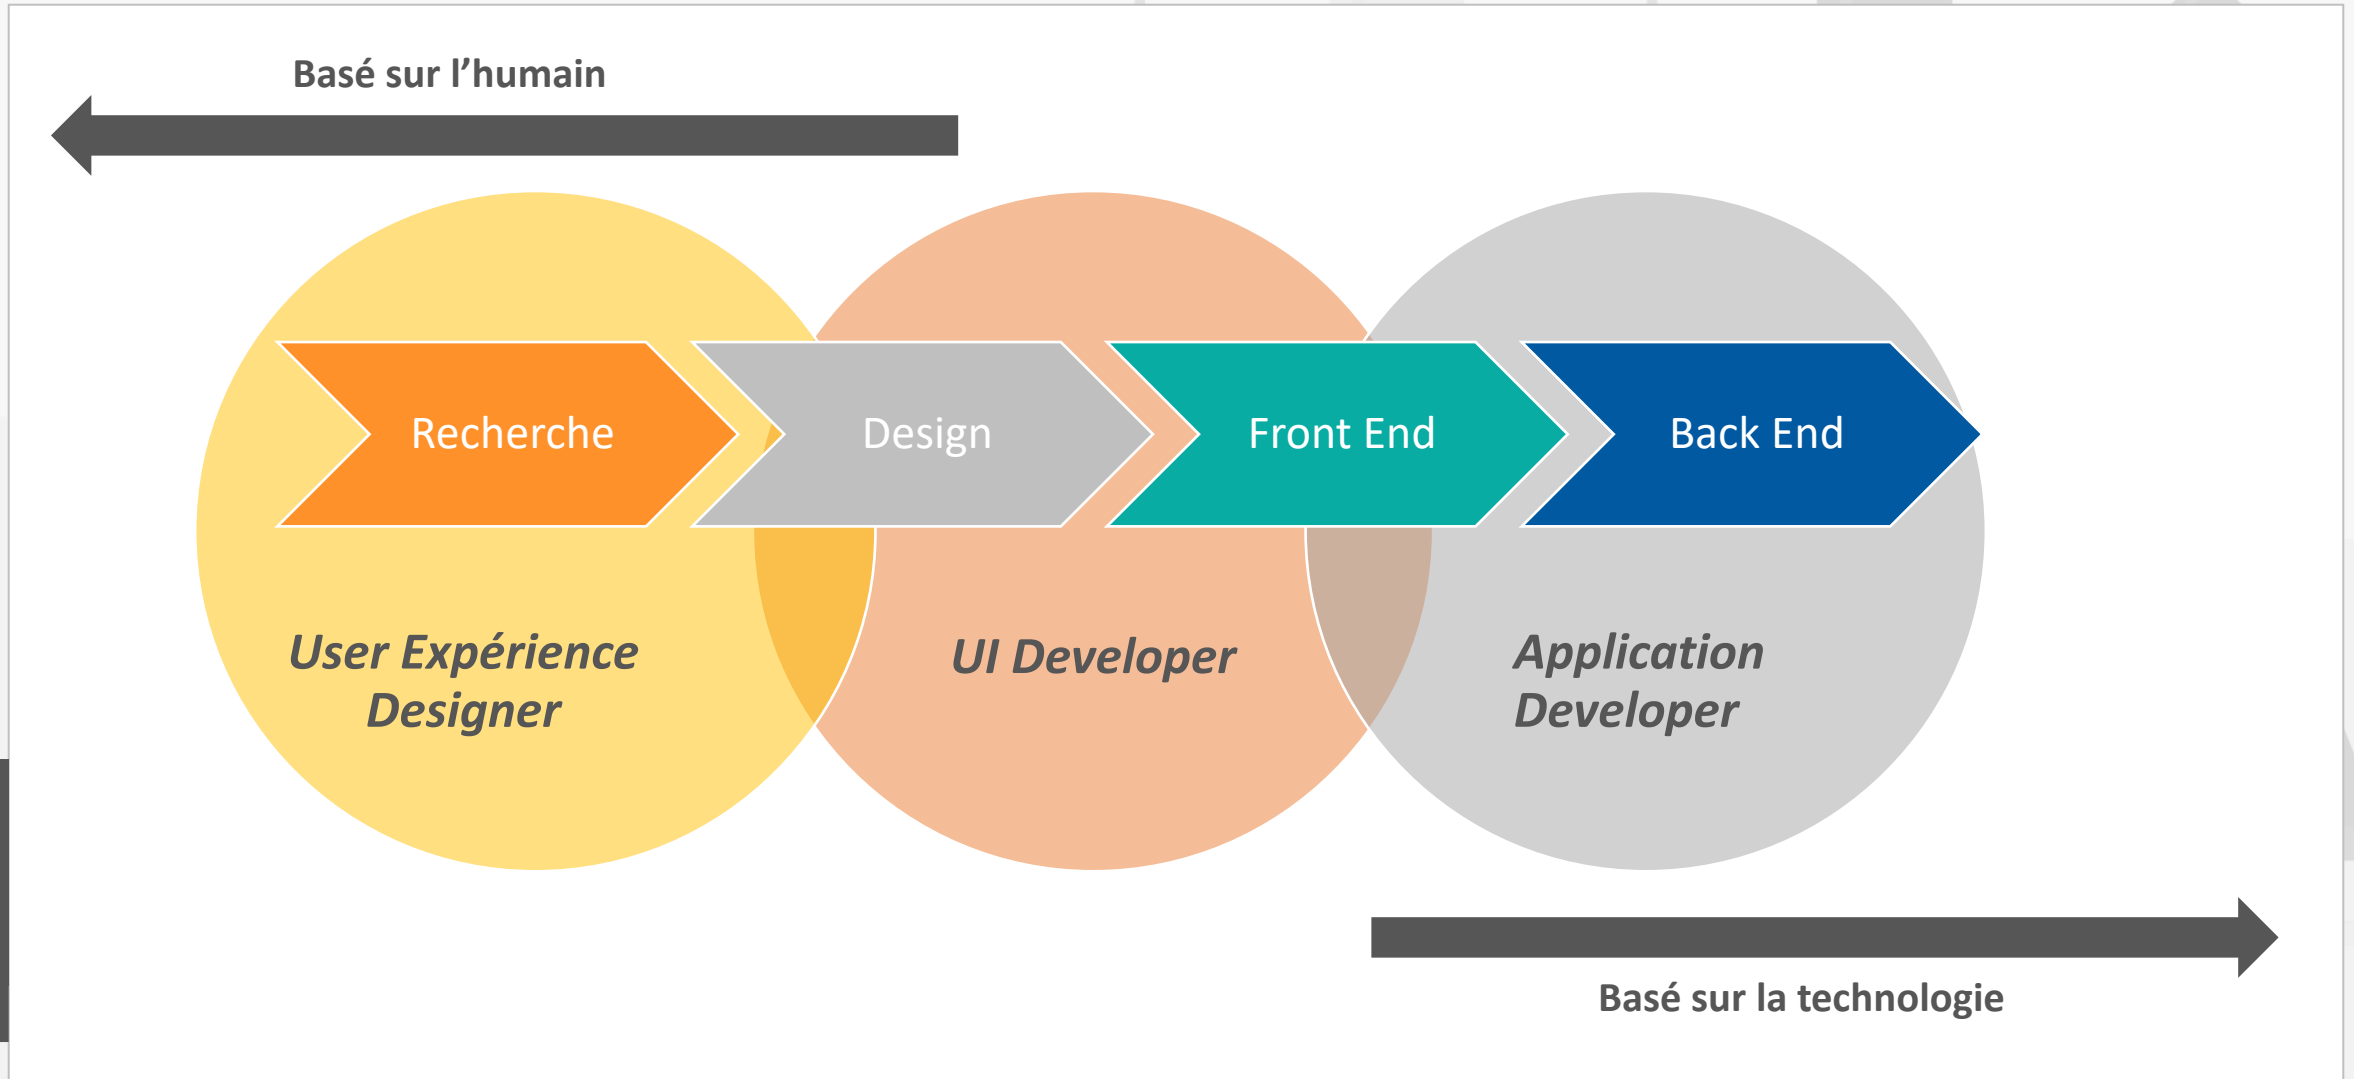 Basé sur l’humain
Recherche
Design
Front End
Back End
User Expérience
Designer
UI Developer
Application
Developer
Basé sur la technologie